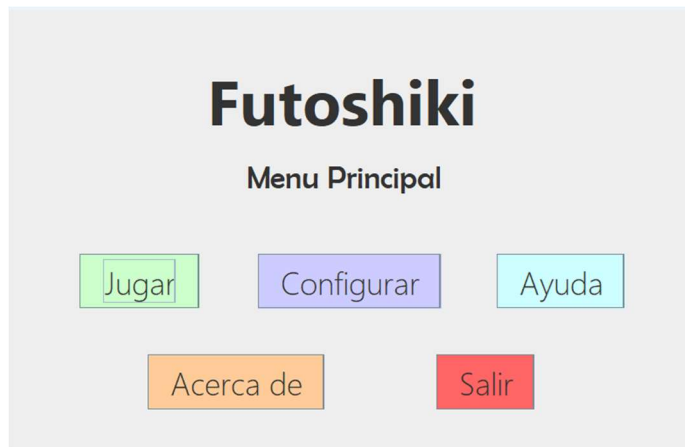 Futoshiki
Menu Principal
Jugar Configurar Ayuda
Acerca de Salir